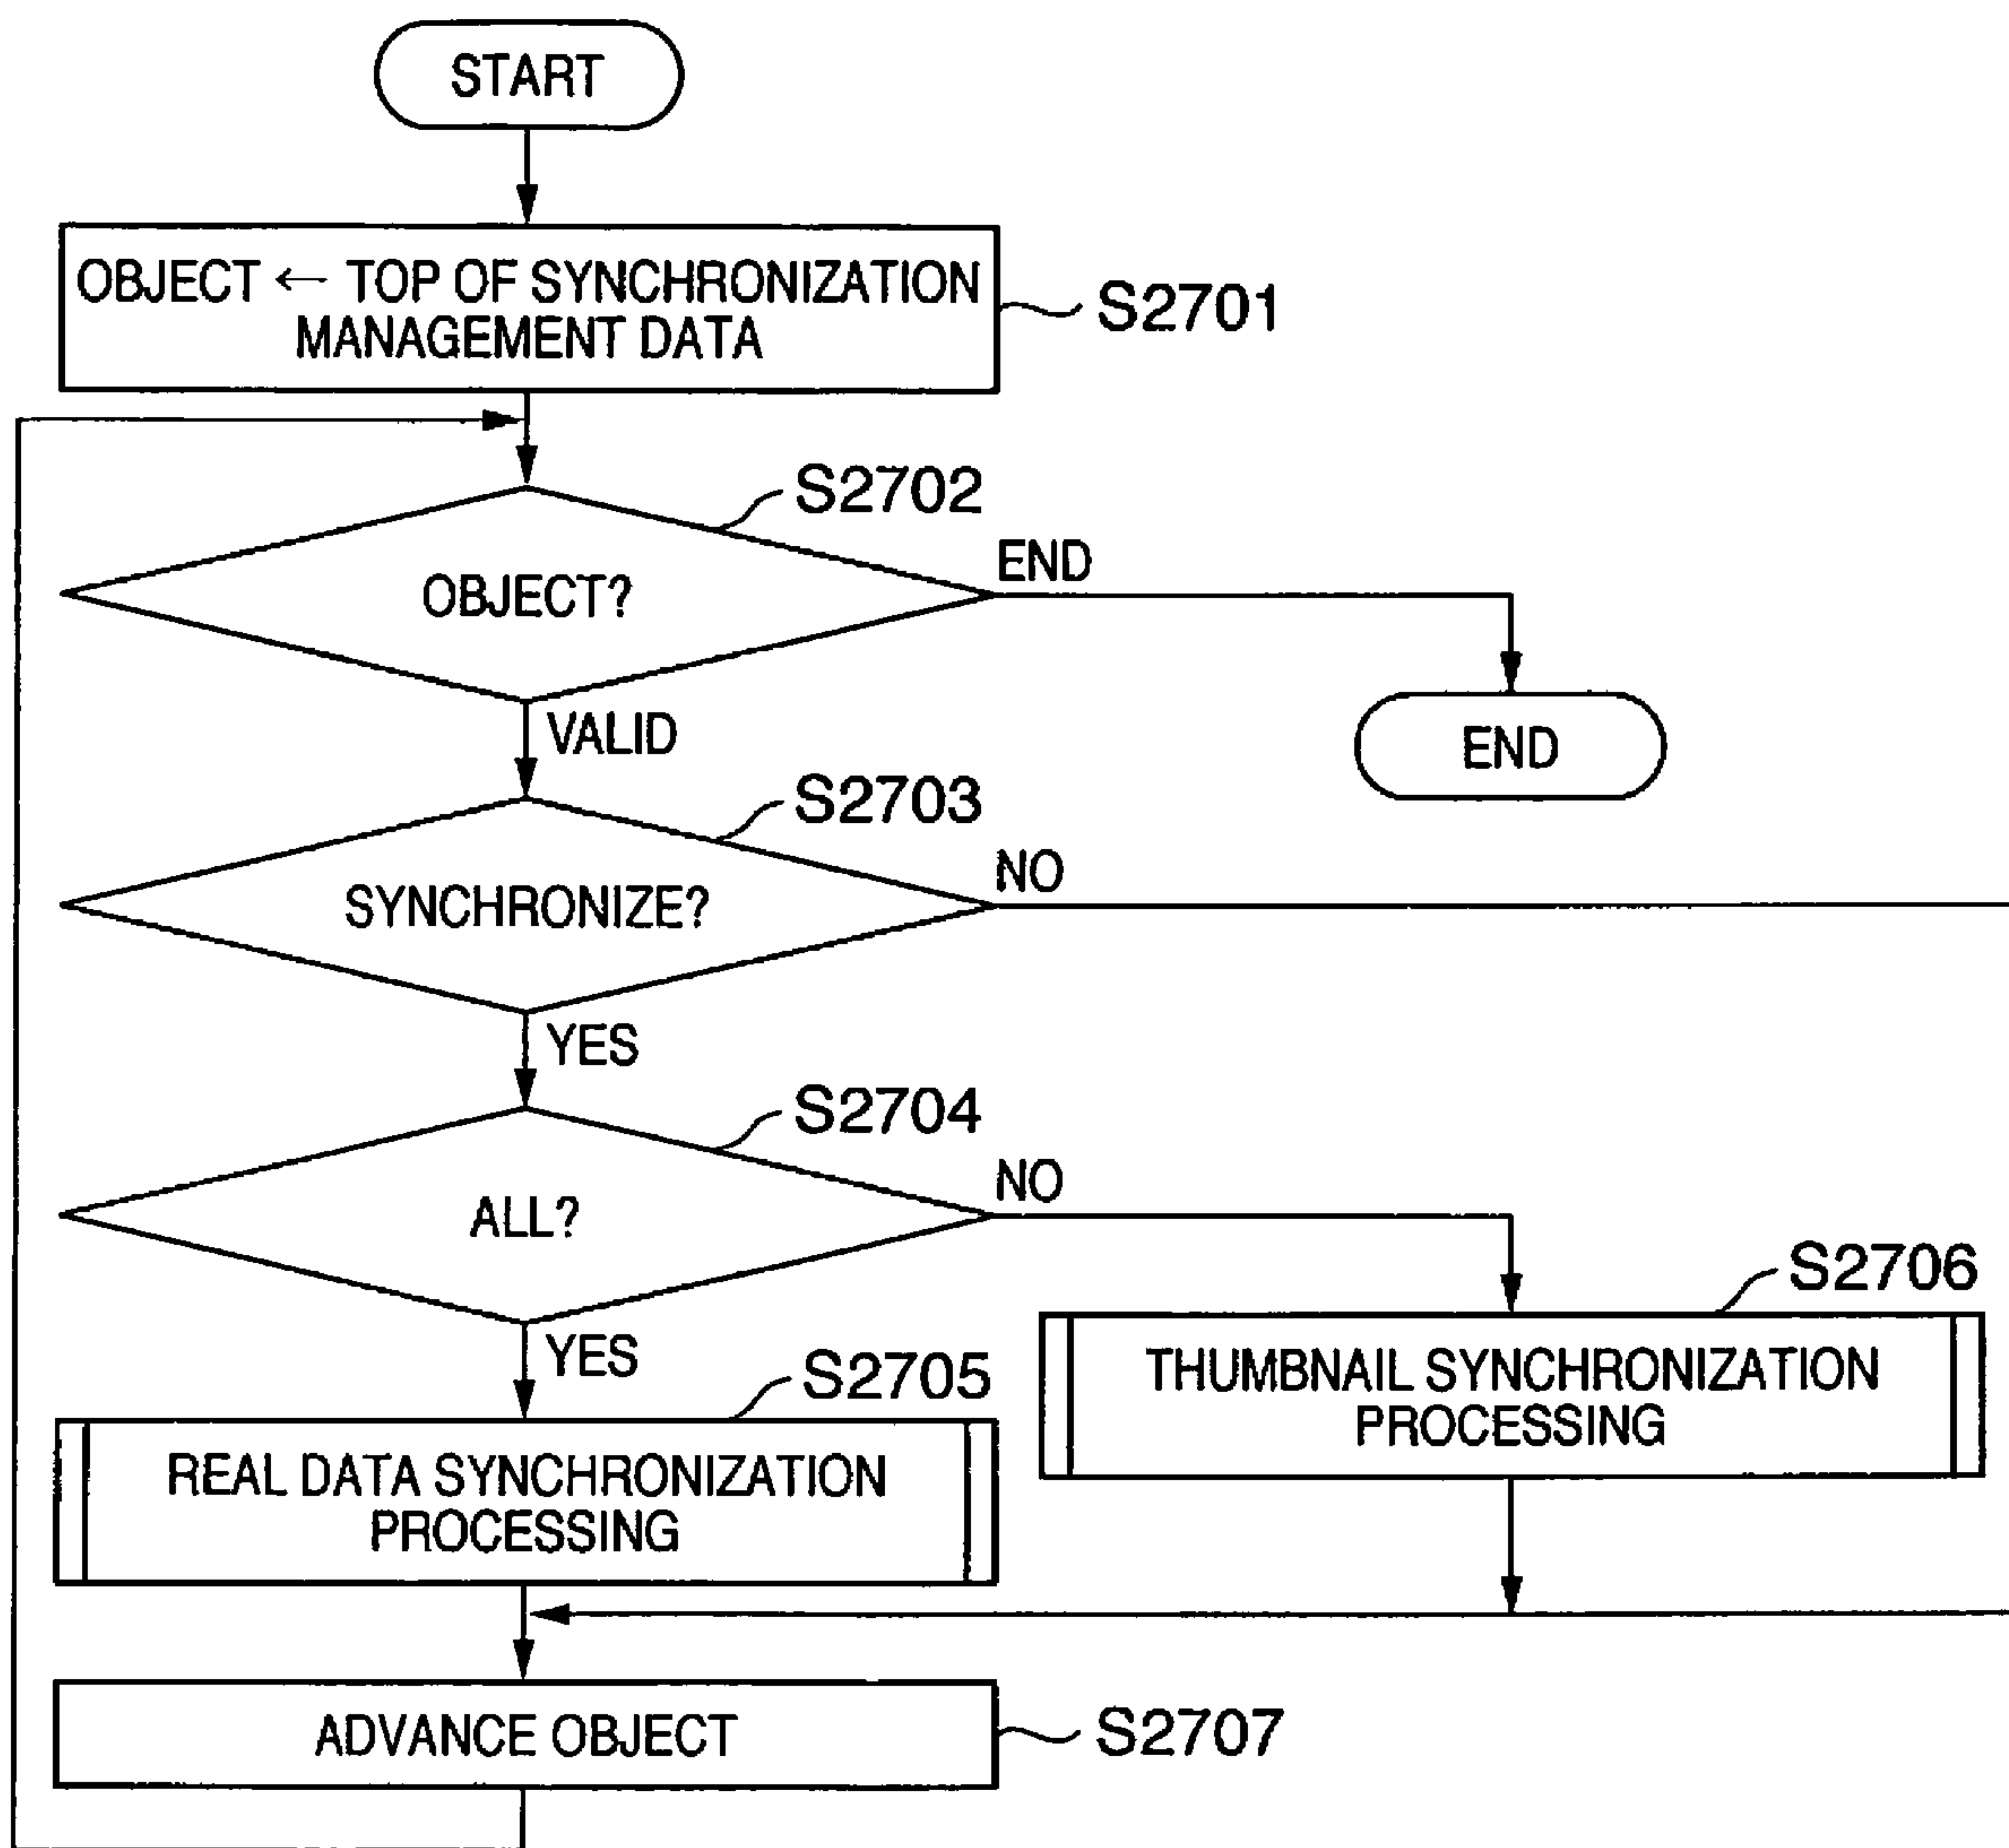 START
OBJECT ← TOP OF SYNCHRONIZATION
MANAGEMENT DATA
S2701
S2702
OBJECT?
END
VALID
END
S2703
SYNCHRONIZE?
NO
YES
S2704
ALL?
NO
YES
S2706
THUMBNAIL SYNCHRONIZATION
PROCESSING
S2705
REAL DATA SYNCHRONIZATION
PROCESSING
ADVANCE OBJECT
S2707